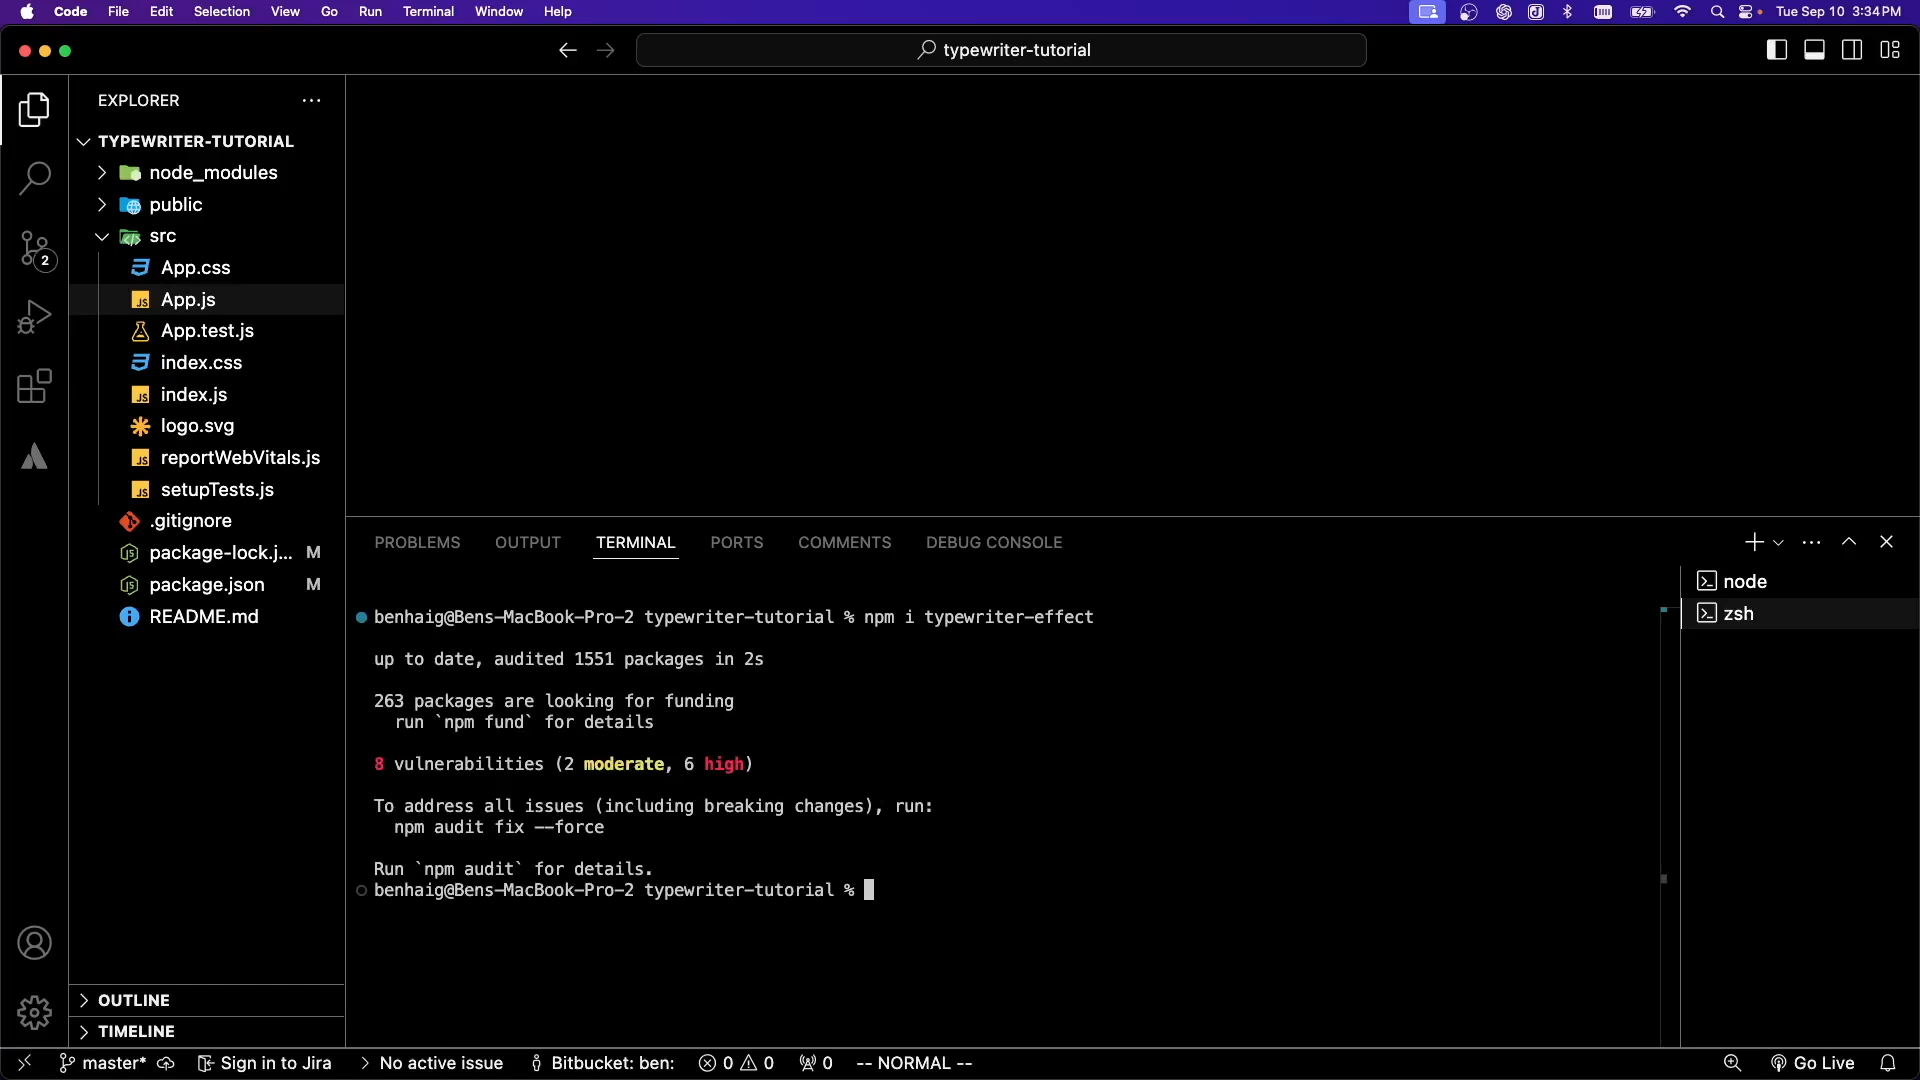 Code File Edit Selection View Go Run Terminal Window Help Tue Sep 10 3:34 PM
typewriter-tutorial
EXPLORER
TYPEWRITER-TUTORIAL
node_modules
public
src
App.css
App.js
App.test.js
index.css
index.js
logo.svg
reportWebVitals.js
setupTests.js
.gitignore
package-lock.j... M
package.json M
README.md
OUTLINE
TIMELINE
2
PROBLEMS OUTPUT TERMINAL PORTS COMMENTS DEBUG CONSOLE
node
zsh
benhaig@Bens-MacBook-Pro-2 typewriter-tutorial % npm i typewriter-effect
up to date, audited 1551 packages in 2s
263 packages are looking for funding
run `npm fund` for details
8 vulnerabilities (2 moderate, 6 high)
To address all issues (including breaking changes), run:
npm audit fix --force
Run `npm audit` for details.
benhaig@Bens-MacBook-Pro-2 typewriter-tutorial %
master* Sign in to Jira No active issue Bitbucket: ben: 0 0 0 -- NORMAL -- Go Live